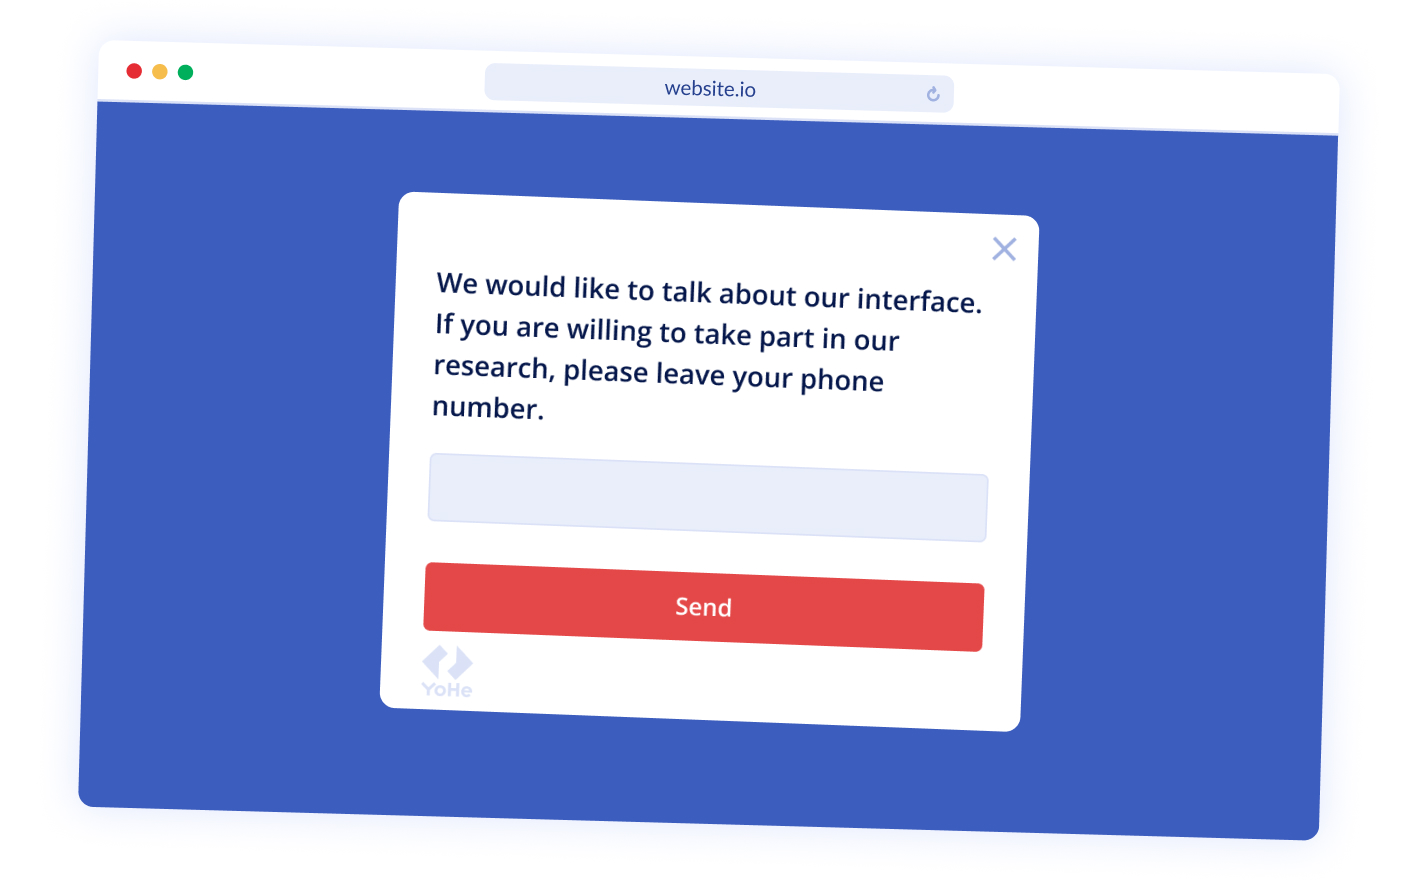 website.io
We would like to talk about our interface.
If you are willing to take part in our
research, please leave your phone
number.
Send
YoHe